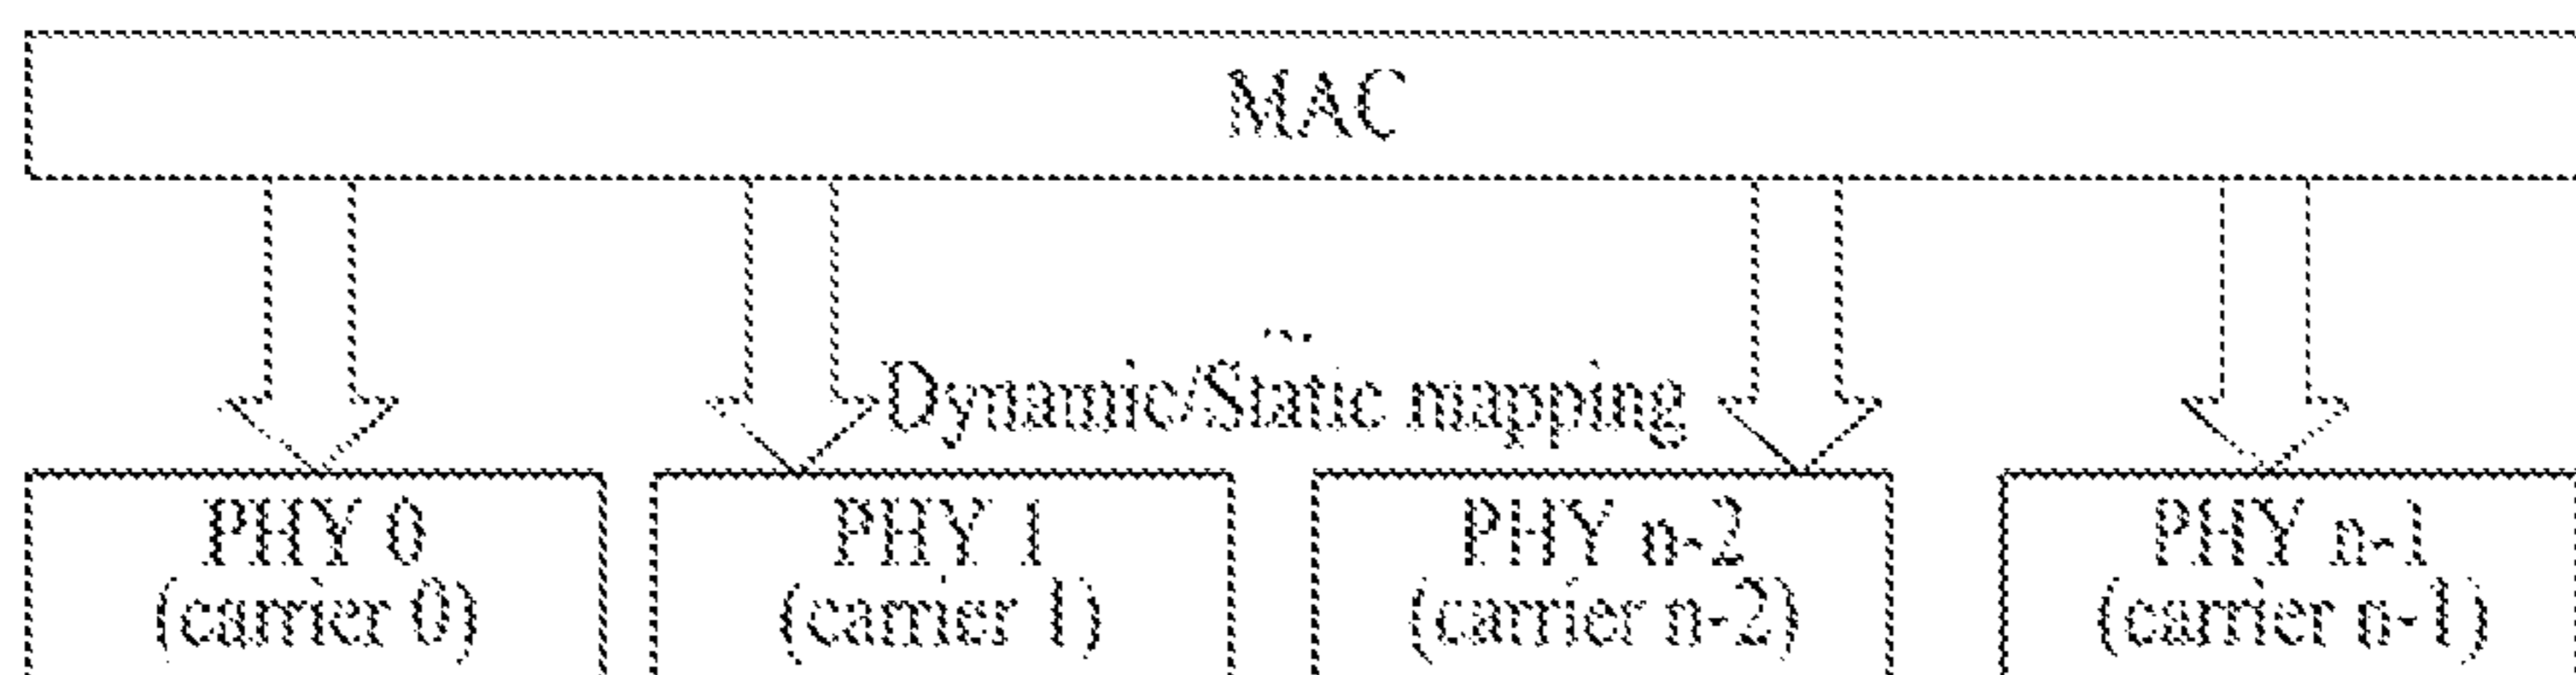 MAC
...
Dynamic/Static mapping
PHY 0
(carrier 0)
PHY 1
(carrier 1)
PHY n-2
(carrier n-2)
PHY n-1
(carrier n-1)